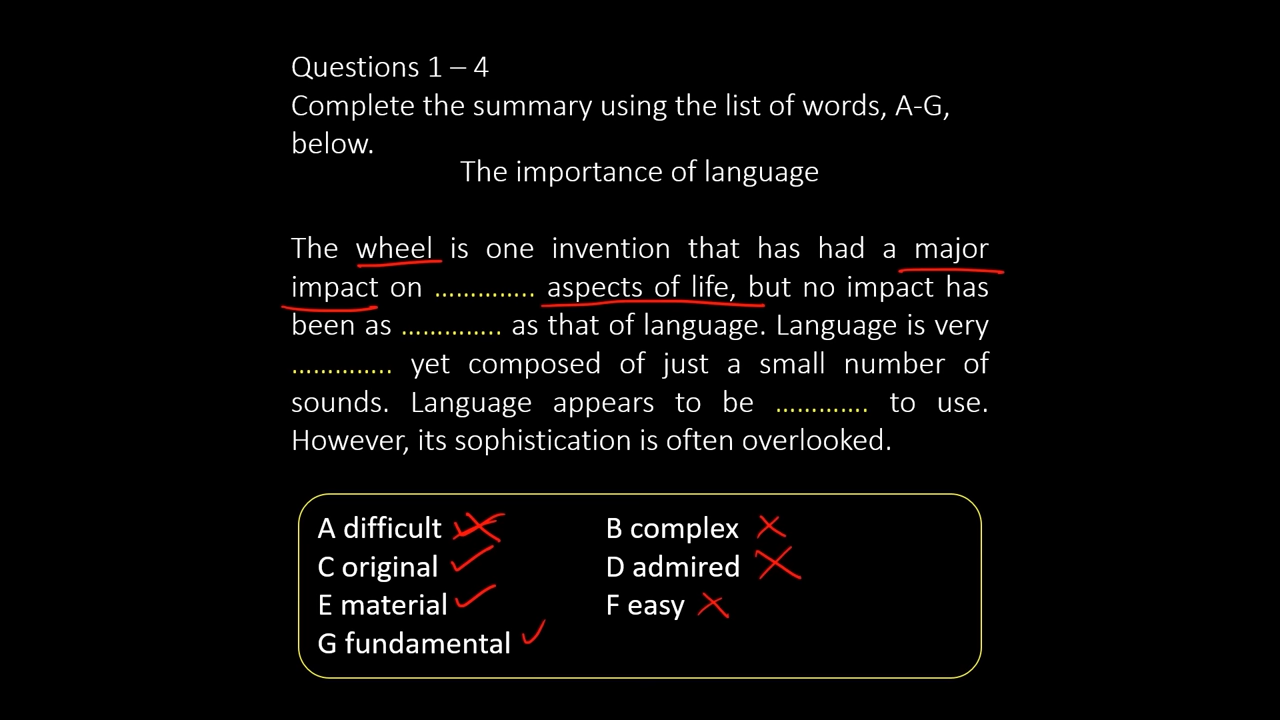 Questions 1 – 4
Complete the summary using the list of words, A-G,
below.
The importance of language
The wheel is one invention that has had a major
impact on ………….. aspects of life, but no impact has
been as ………….. as that of language. Language is very
………….. yet composed of just a small number of
sounds. Language appears to be …………. to use.
However, its sophistication is often overlooked.
A difficult B complex
C original D admired
E material F easy
G fundamental